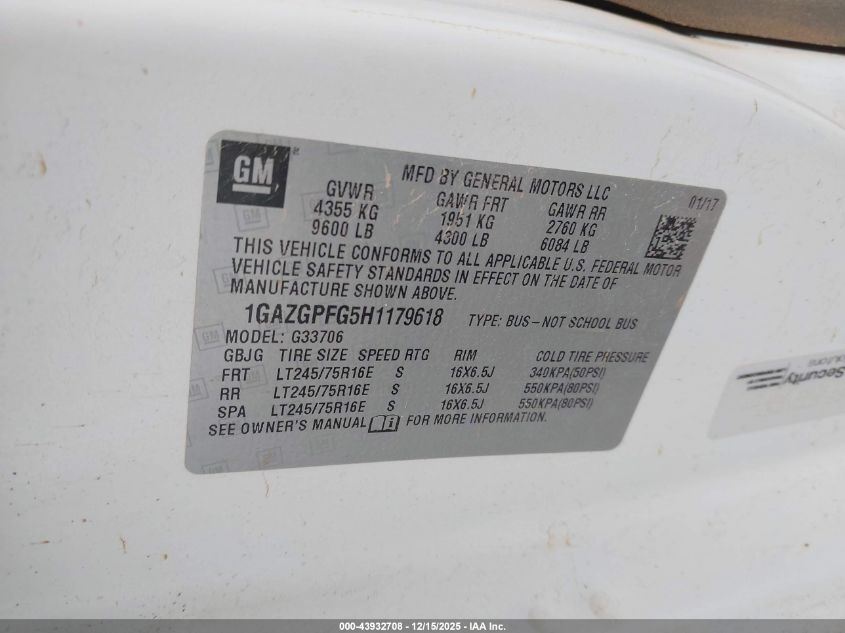 GM
MFD BY GENERAL MOTORS LLC
01/17
GVWR GAWR FRT GAWR RR
4355 KG 1951 KG 2760 KG
9600 LB 4300 LB 6084 LB
THIS VEHICLE CONFORMS TO ALL APPLICABLE U.S. FEDERAL MOTOR
VEHICLE SAFETY STANDARDS IN EFFECT ON THE DATE OF
MANUFACTURE SHOWN ABOVE.
1GAZGPFG5H1179618 TYPE: BUS-NOT SCHOOL BUS
MODEL: G33706
GBJG TIRE SIZE SPEED RTG RIM COLD TIRE PRESSURE
FRT LT245/75R16E S 16X6.5J 340KPA(50PSI)
RR LT245/75R16E S 16X6.5J 550KPA(80PSI)
SPA LT245/75R16E S 16X6.5J 550KPA(80PSI)
SEE OWNER'S MANUAL i FOR MORE INFORMATION.
Security
000-43932708 - 12/15/2025 - IAA Inc.